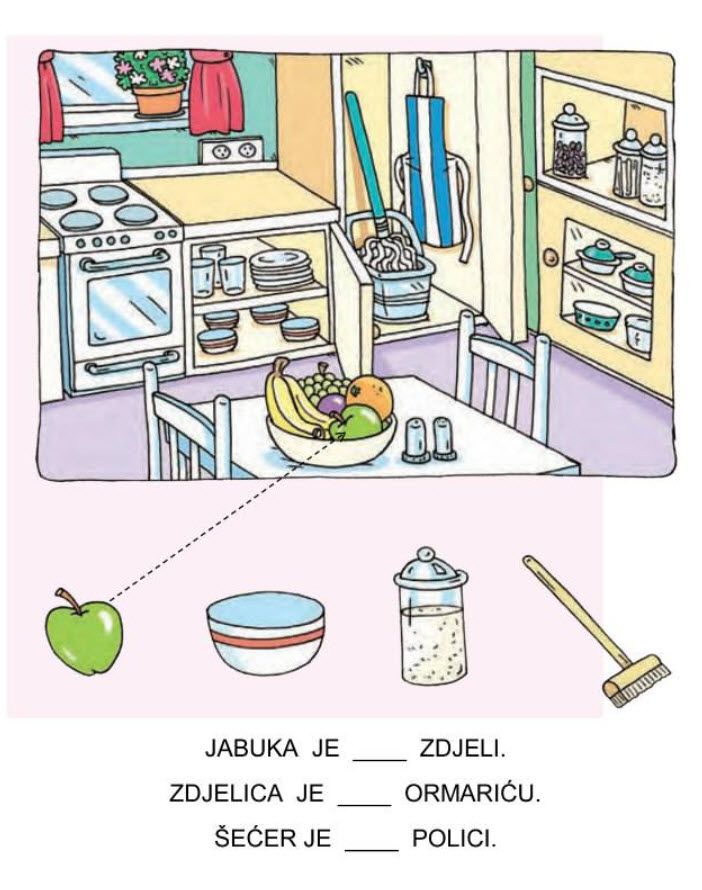 JABUKA JE ____ ZDJELI.
ZDJELICA JE ____ ORMARIĆU.
ŠEĆER JE ____ POLICI.